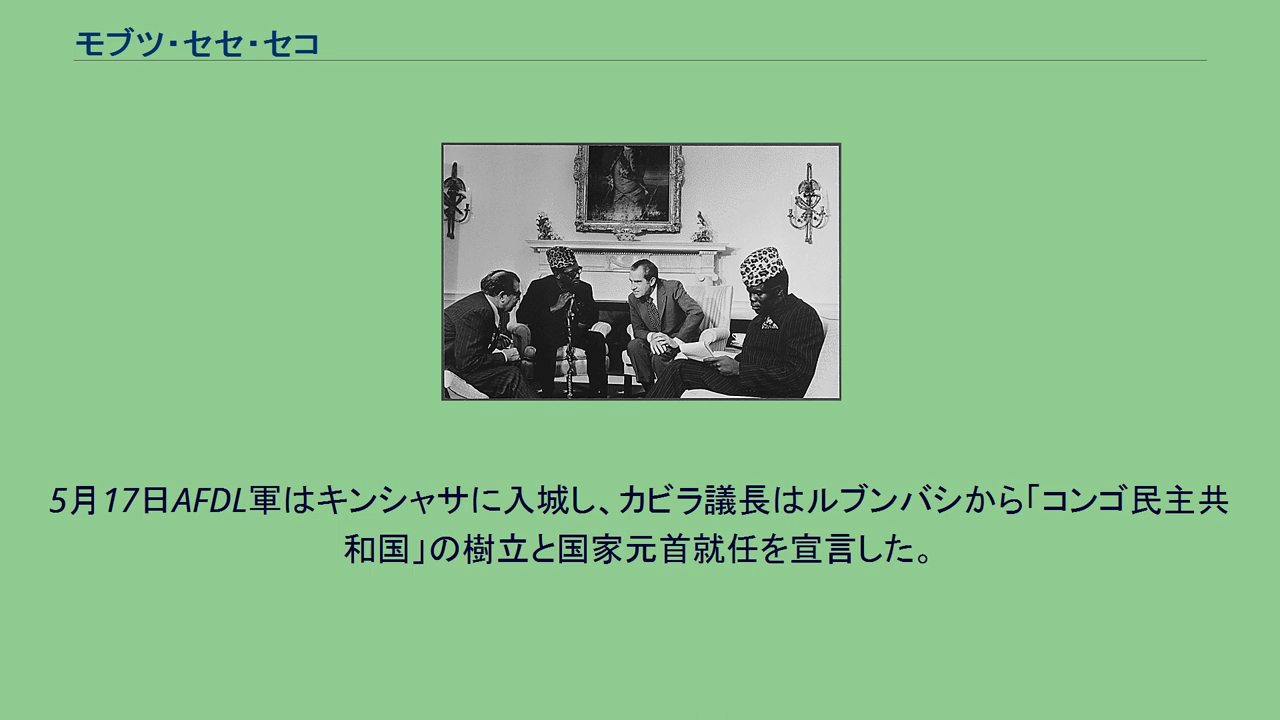 モブツ・セセ・セコ
5月17日AFDL軍はキンシャサに入城し、カビラ議長はルブンバシから｢コンゴ民主共
和国｣の樹立と国家元首就任を宣言した。